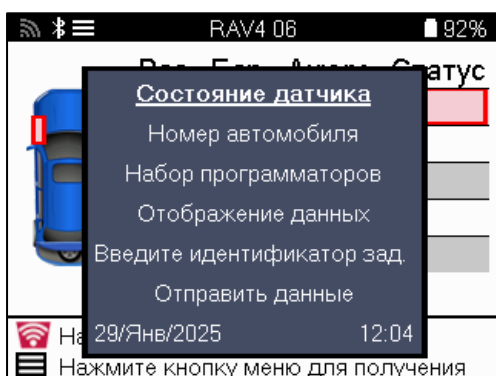 RAV4 06 92%
Состояние датчика
Номер автомобиля
Набор программаторов
Отображение данных
Введите идентификатор зад.
Отправить данные
29/Янв/2025 12:04
Нажмите кнопку меню для получения